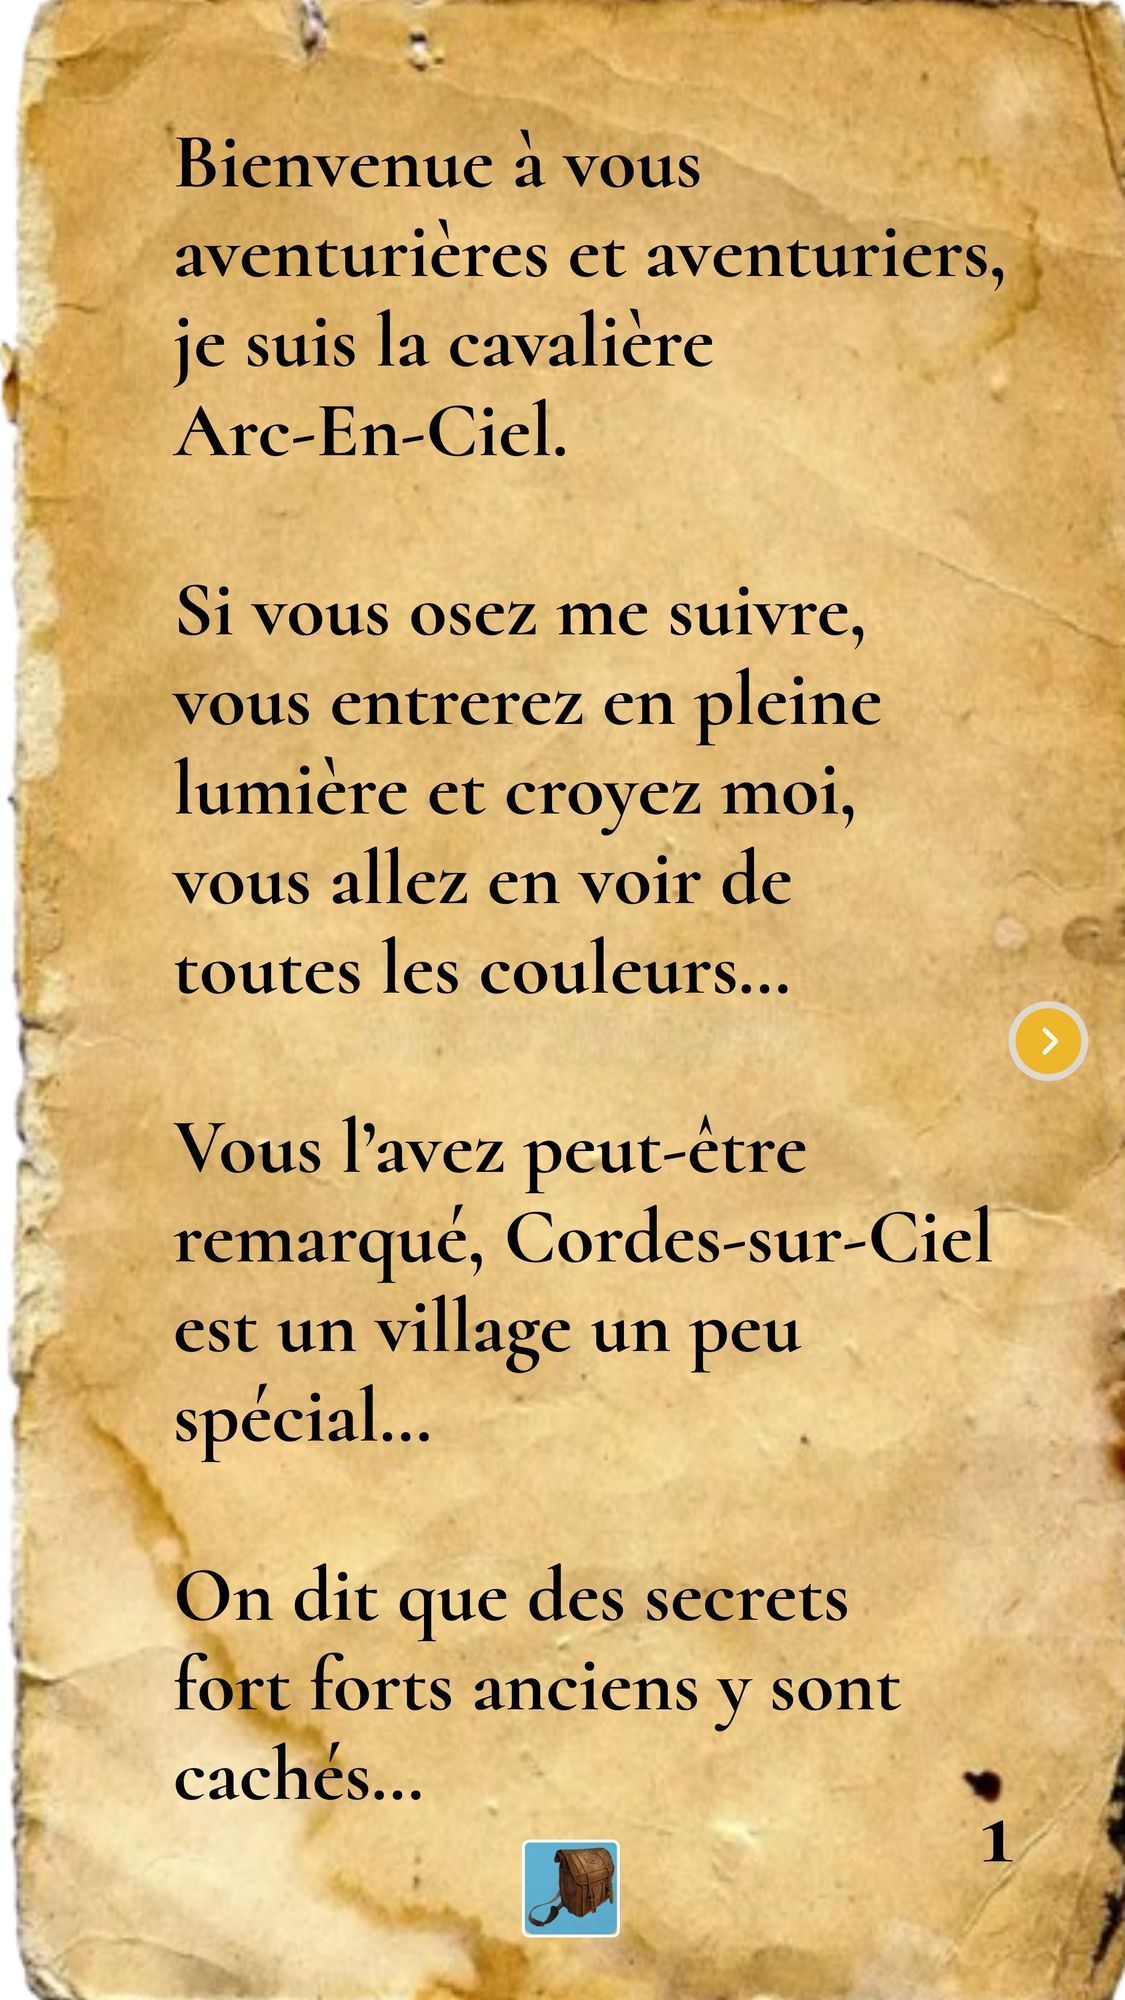 Bienvenue à vous
aventurières et aventuriers,
je suis la cavalière
Arc-En-Ciel.
Si vous osez me suivre,
vous entrerez en pleine
lumière et croyez moi,
vous allez en voir de
toutes les couleurs...
Vous l’avez peut-être
remarqué, Cordes-sur-Ciel
est un village un peu
spécial...
On dit que des secrets
fort forts anciens y sont
cachés...
1